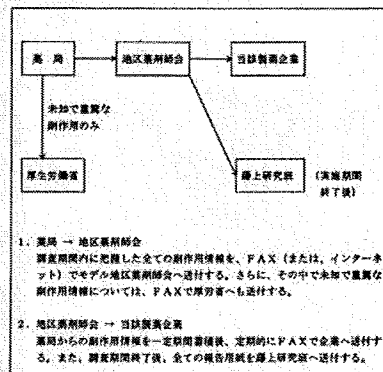 薬 局
地区薬剤師会
当該製薬企業
未知で重篤な
副作用のみ
厚生労働省
藤上研究班
(実施期間
終了後)
1. 薬局 → 地区薬剤師会
調査期間内に把握した全ての副作用情報を、FAX(または、インターネ
ット)でモデル地区薬剤師会へ送付する。さらに、その中で未知で重篤な
副作用情報については、FAXで厚労省へも送付する。
2. 地区薬剤師会 → 当該製薬企業
薬局からの副作用情報を一定期間蓄積後、定期的にFAXで企業へ送付す
る。また、調査期間終了後、全ての報告用紙を藤上研究班へ送付する。